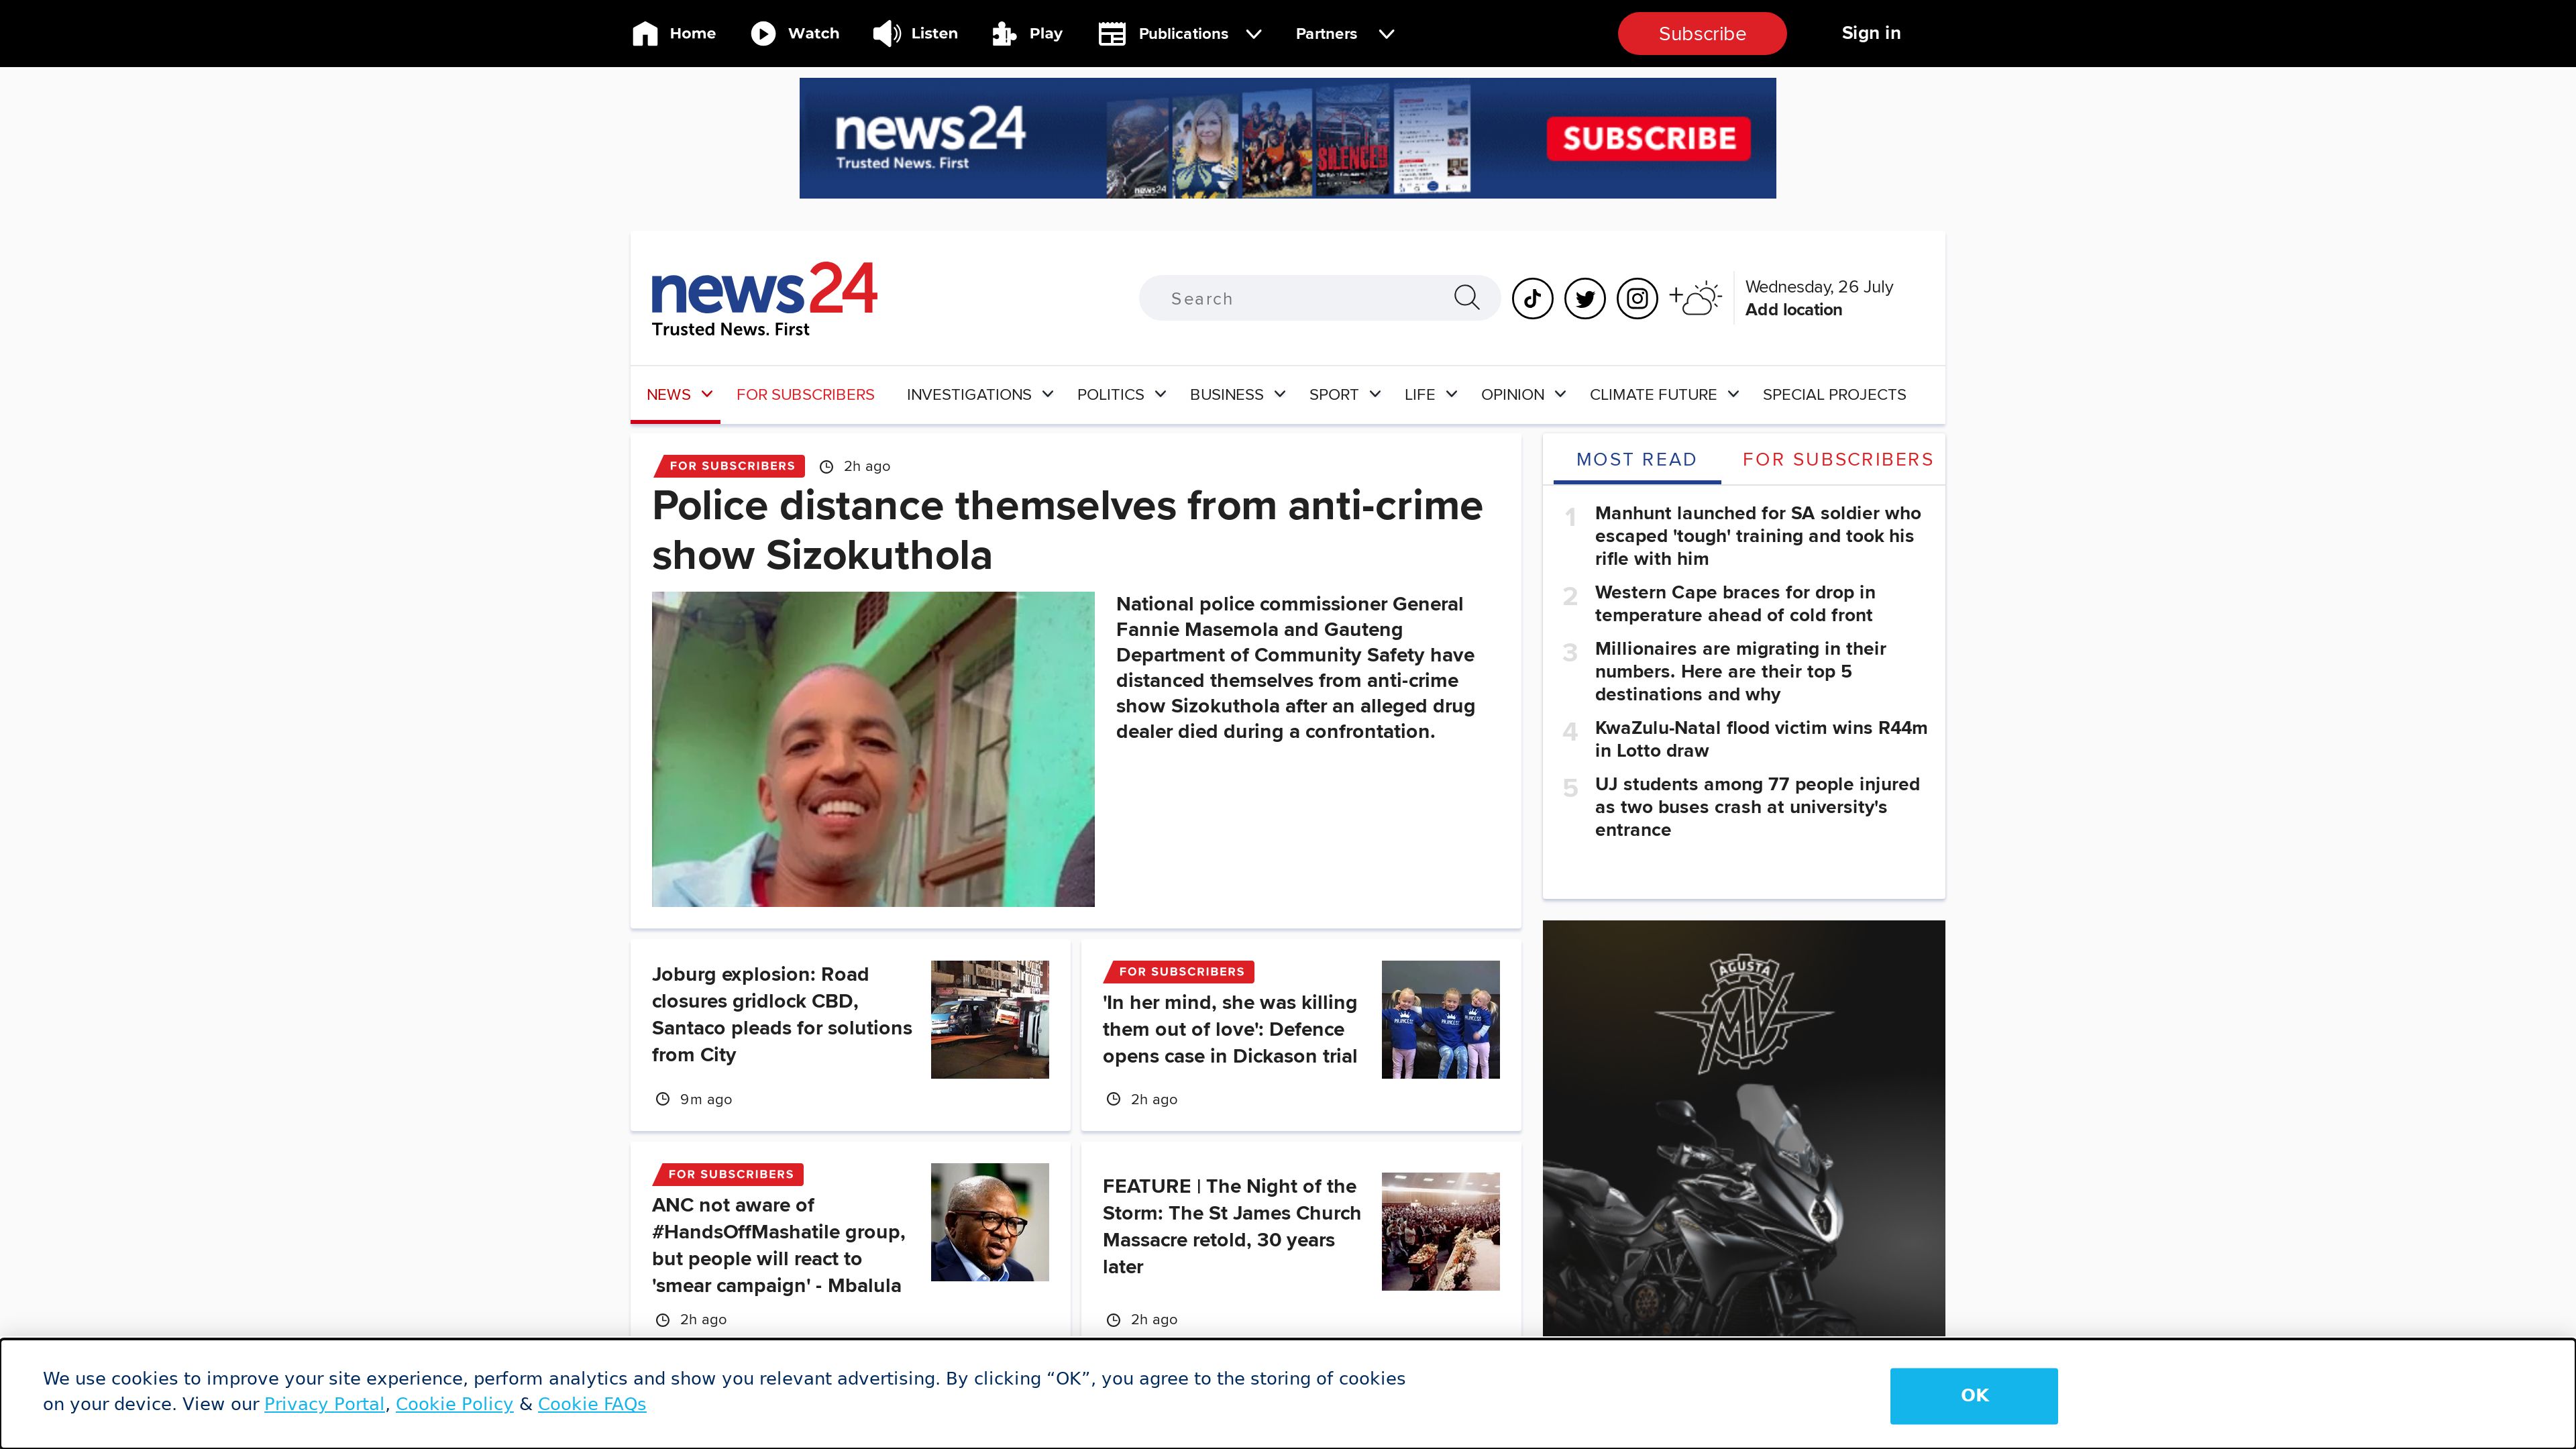 Home
Watch
Listen
Play
Publications
Partners
Subscribe
Sign in
news24
Trusted News. First
SILENCED
SUBSCRIBE
news24
Trusted News. First
Search
Wednesday, 26 July
Add location
NEWS
FOR SUBSCRIBERS
INVESTIGATIONS
POLITICS
BUSINESS
SPORT
LIFE
OPINION
CLIMATE FUTURE
SPECIAL PROJECTS
FOR SUBSCRIBERS
2h ago
Police distance themselves from anti-crime
show Sizokuthola
National police commissioner General
Fannie Masemola and Gauteng
Department of Community Safety have
distanced themselves from anti-crime
show Sizokuthola after an alleged drug
dealer died during a confrontation.
MOST READ
FOR SUBSCRIBERS
1
Manhunt launched for SA soldier who
escaped 'tough' training and took his
rifle with him
2
Western Cape braces for drop in
temperature ahead of cold front
3
Millionaires are migrating in their
numbers. Here are their top 5
destinations and why
4
KwaZulu-Natal flood victim wins R44m
in Lotto draw
5
UJ students among 77 people injured
as two buses crash at university's
entrance
Joburg explosion: Road
closures gridlock CBD,
Santaco pleads for solutions
from City
9m ago
FOR SUBSCRIBERS
'In her mind, she was killing
them out of love': Defence
opens case in Dickason trial
2h ago
FOR SUBSCRIBERS
ANC not aware of
#HandsOffMashatile group,
but people will react to
'smear campaign' - Mbalula
2h ago
FEATURE | The Night of the
Storm: The St James Church
Massacre retold, 30 years
later
2h ago
AGUSTA
MV
We use cookies to improve your site experience, perform analytics and show you relevant advertising. By clicking “OK”, you agree to the storing of cookies
on your device. View our Privacy Portal, Cookie Policy & Cookie FAQs
OK